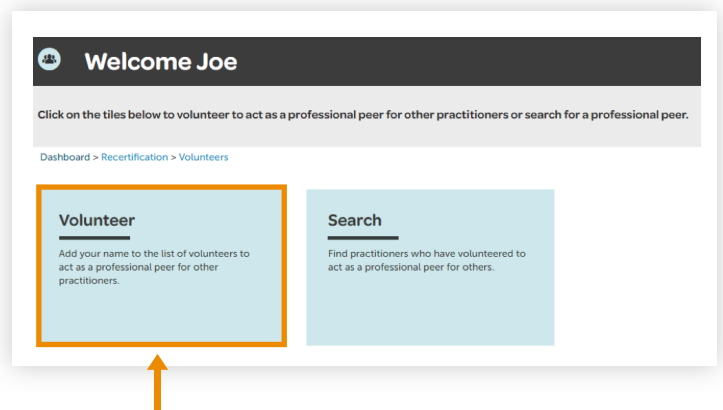 Welcome Joe
Click on the tiles below to volunteer to act as a professional peer for other practitioners or search for a professional peer.
Dashboard > Recertification > Volunteers
Volunteer
Add your name to the list of volunteers to
act as a professional peer for other
practitioners.
Search
Find practitioners who have volunteered to
act as a professional peer for others.